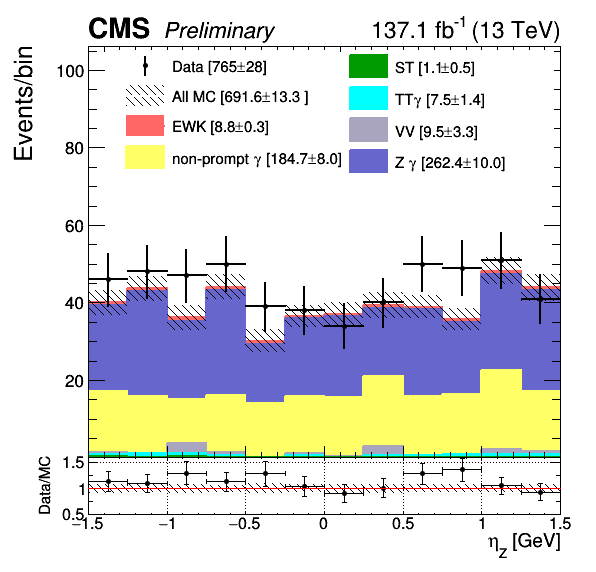 CMS Preliminary 137.1 fb⁻¹ (13 TeV)
Events/bin
100
80
60
40
20
Data [765±28]
All MC [691.6±13.3 ]
EWK [8.8±0.3]
non-prompt γ [184.7±8.0]
ST [1.1±0.5]
TTγ [7.5±1.4]
VV [9.5±3.3]
Z γ [262.4±10.0]
Data/MC
1.5
1
0.5
−1.5 −1 −0.5 0 0.5 1 1.5
η_Z [GeV]